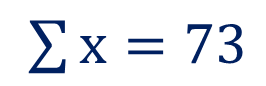 ∑ x = 73